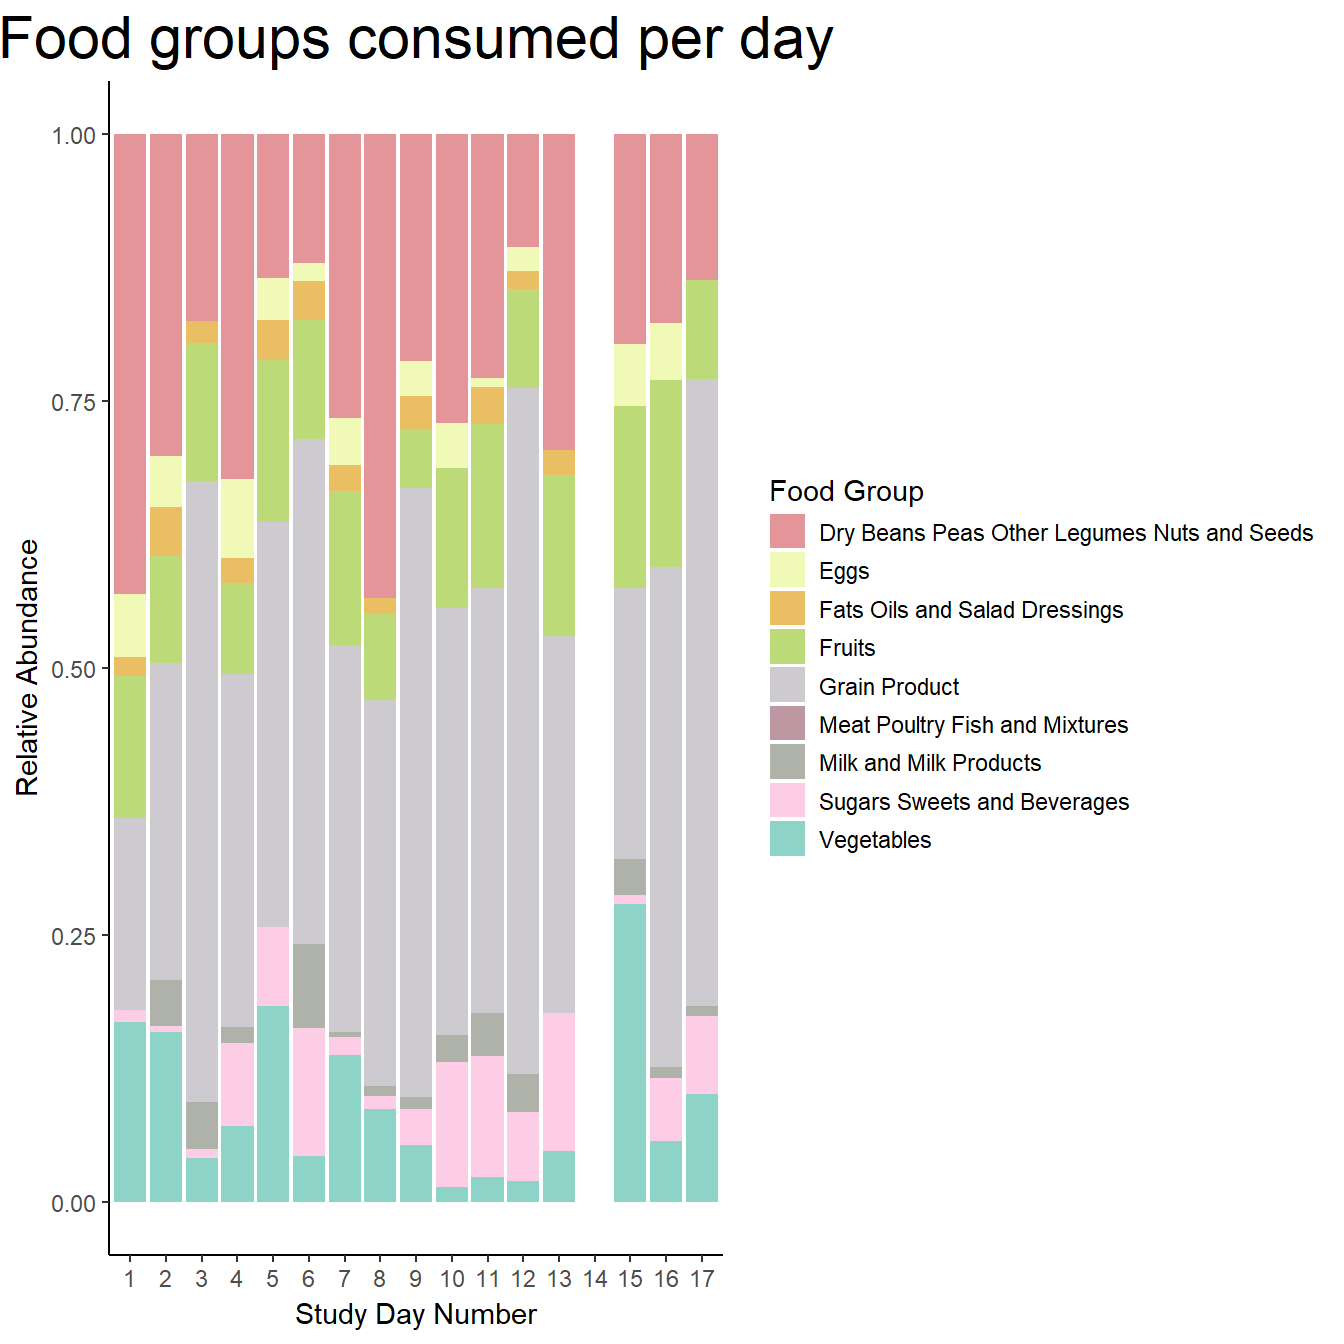 Food groups consumed per day
Relative Abundance
1.00
0.75
0.50
0.25
0.00
1 2 3 4 5 6 7 8 9 10 11 12 13 14 15 16 17
Study Day Number
Food Group
Dry Beans Peas Other Legumes Nuts and Seeds
Eggs
Fats Oils and Salad Dressings
Fruits
Grain Product
Meat Poultry Fish and Mixtures
Milk and Milk Products
Sugars Sweets and Beverages
Vegetables